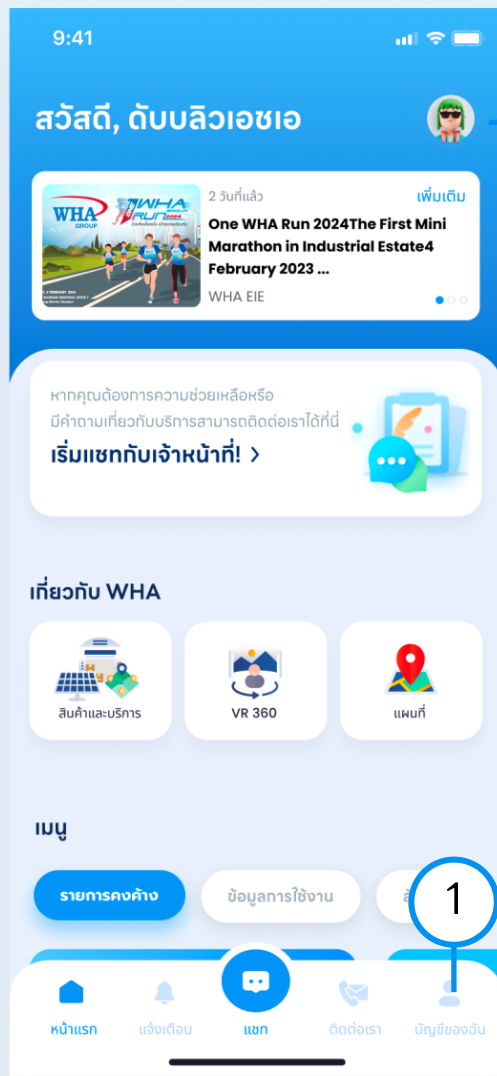 9:41
สวัสดี, ดับบลิวเอชเอ
2 วันที่แล้ว
เพิ่มเติม
WHA
GROUP
WHA
RUN 2024
One WHA Run 2024The First Mini
Marathon in Industrial Estate4
February 2023 ...
WHA EIE
หากคุณต้องการความช่วยเหลือหรือ
มีคำถามเกี่ยวกับบริการสามารถติดต่อเราได้ที่นี่
เริ่มแชทกับเจ้าหน้าที่! >
เกี่ยวกับ WHA
สินค้าและบริการ
VR 360
แผนที่
เมนู
รายการคงค้าง
ข้อมูลการใช้งาน
1
หน้าแรก
แจ้งเตือน
แชท
ติดต่อเรา
บัญชีของฉัน